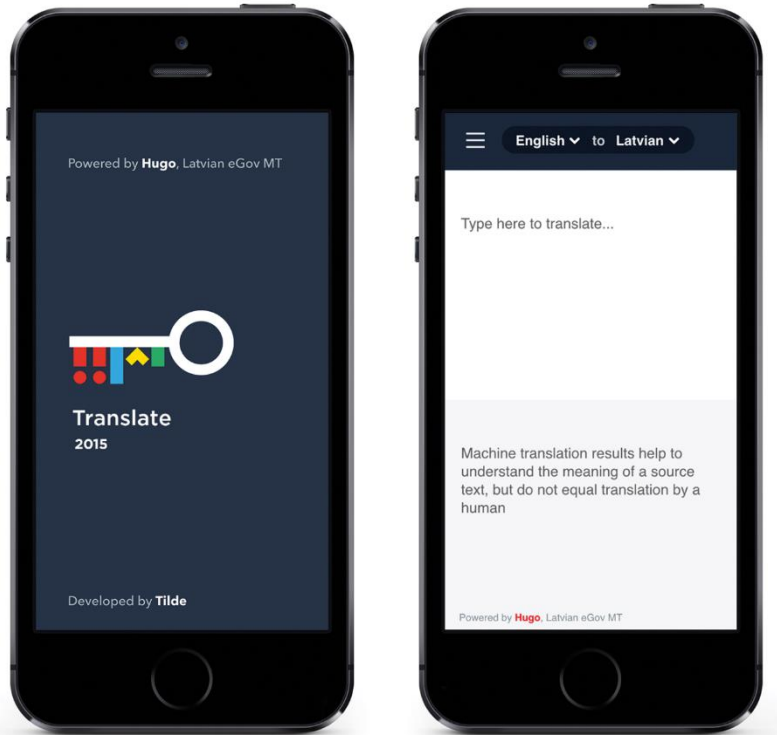 Powered by Hugo, Latvian eGov MT
Translate
2015
Developed by Tilde
English to Latvian
Type here to translate...
Machine translation results help to
understand the meaning of a source
text, but do not equal translation by a
human
Powered by Hugo, Latvian eGov MT